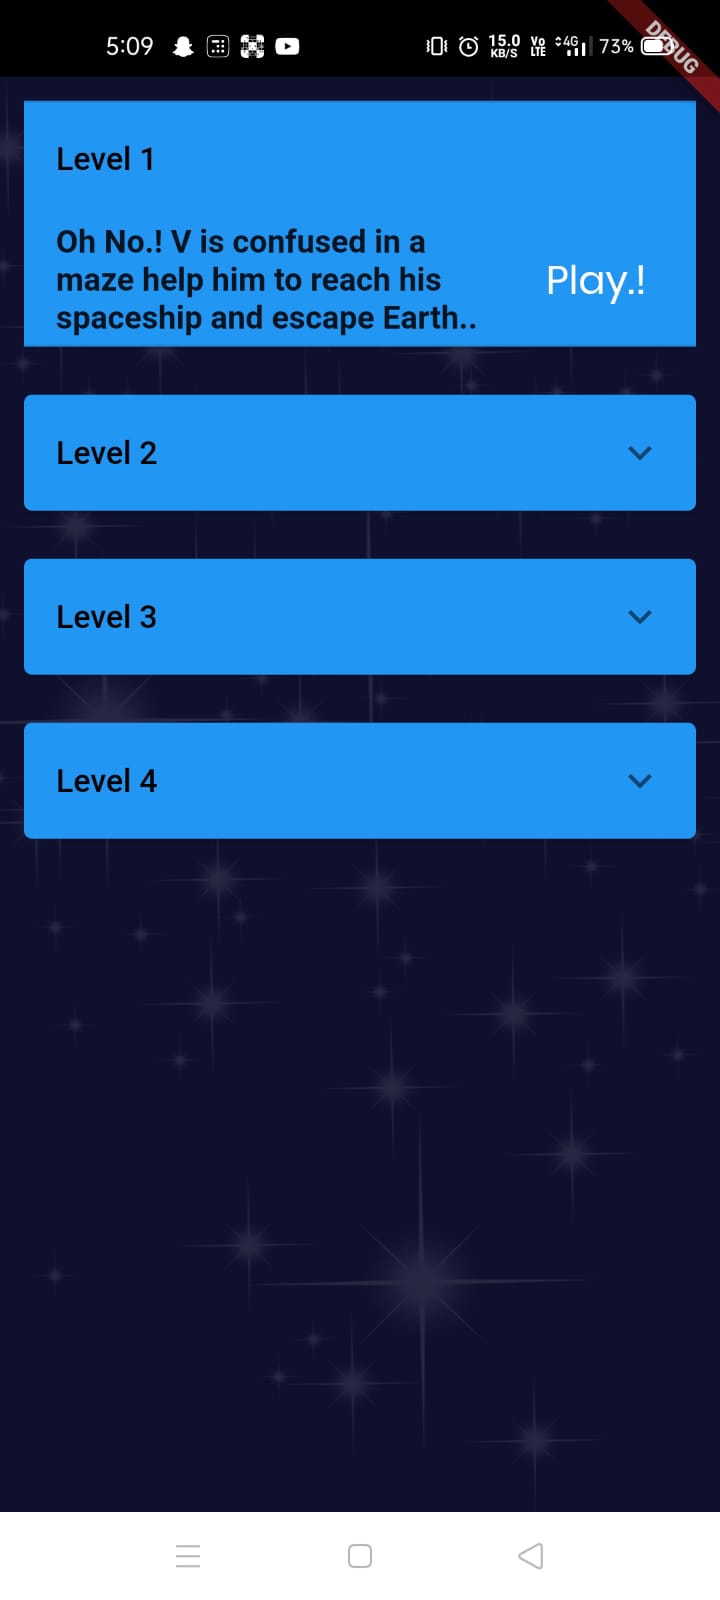 5:09 15.0 KB/S Vo LTE 4G 73%
DEBUG
Level 1
Oh No.! V is confused in a
maze help him to reach his
spaceship and escape Earth..
Play.!
Level 2
Level 3
Level 4